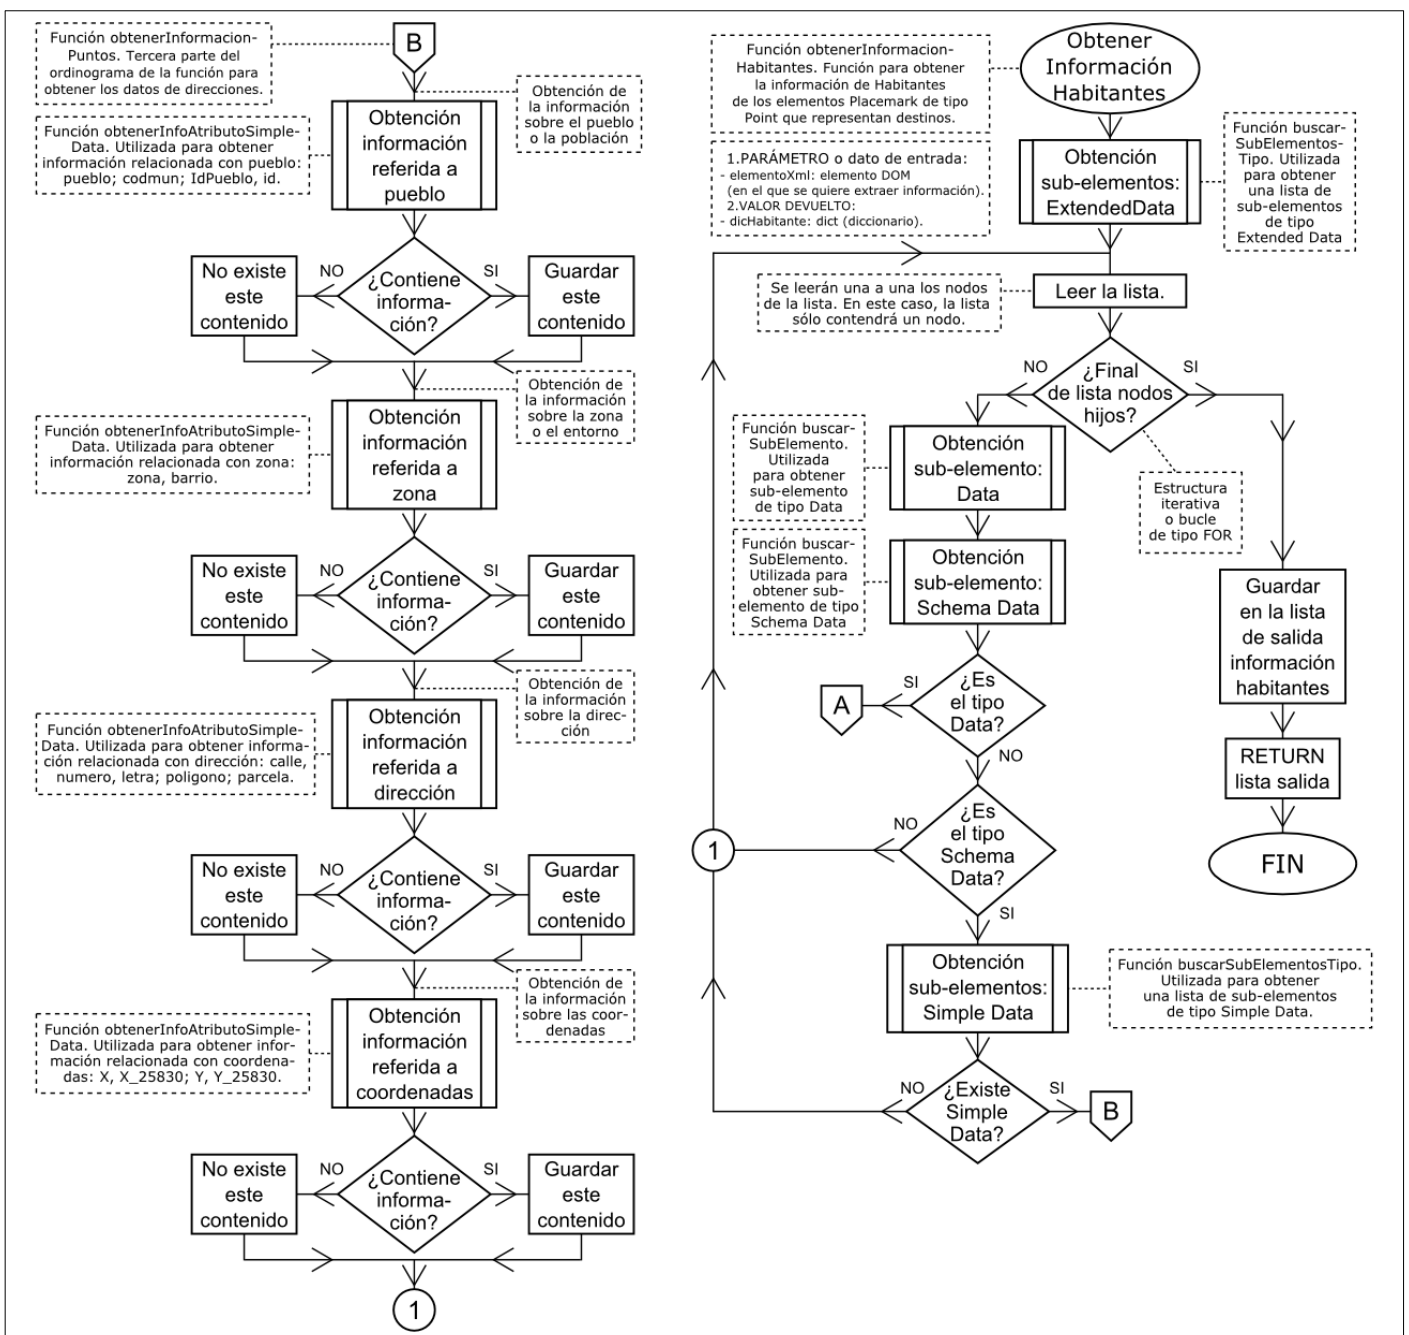 Función obtenerInformacion-
Puntos. Tercera parte del
ordinograma de la función para
obtener los datos de direcciones.
B
Obtención de
la información
sobre el pueblo
o la población
Función obtenerInfoAtributoSimple-
Data. Utilizada para obtener
información relacionada con pueblo:
pueblo; codmun; IdPueblo, id.
Obtención
información
referida a
pueblo
No existe
este
contenido
NO
¿Contiene
informa-
ción?
SI
Guardar
este
contenido
Obtención de
la información
sobre la zona
o el entorno
Función obtenerInfoAtributoSimple-
Data. Utilizada para obtener
información relacionada con zona:
zona, barrio.
Obtención
información
referida a
zona
No existe
este
contenido
NO
¿Contiene
informa-
ción?
SI
Guardar
este
contenido
Obtención de
la información
sobre la direc-
ción
Función obtenerInfoAtributoSimple-
Data. Utilizada para obtener informa-
ción relacionada con dirección: calle,
numero, letra; poligono; parcela.
Obtención
información
referida a
dirección
No existe
este
contenido
NO
¿Contiene
informa-
ción?
SI
Guardar
este
contenido
Obtención de
la información
sobre las coor-
denadas
Función obtenerInfoAtributoSimple-
Data. Utilizada para obtener infor-
mación relacionada con coordena-
das: X, X_25830; Y, Y_25830.
Obtención
información
referida a
coordenadas
No existe
este
contenido
NO
¿Contiene
informa-
ción?
SI
Guardar
este
contenido
1
Función obtenerInformacion-
Habitantes. Función para obtener
la información de Habitantes
de los elementos Placemark de tipo
Point que representan destinos.
Obtener
Información
Habitantes
1.PARÁMETRO o dato de entrada:
- elementoXml: elemento DOM
(en el que se quiere extraer información).
2.VALOR DEVUELTO:
- dicHabitante: dict (diccionario).
Obtención
sub-elementos:
ExtendedData
Función buscar-
SubElementos-
Tipo. Utilizada
para obtener
una lista de
sub-elementos
de tipo
Extended Data
Se leerán una a una los nodos
de la lista. En este caso, la lista
sólo contendrá un nodo.
Leer la lista.
NO
¿Final
de lista nodos
hijos?
SI
Función buscar-
SubElemento.
Utilizada
para obtener
sub-elemento
de tipo Data
Obtención
sub-elemento:
Data
Estructura
iterativa
o bucle
de tipo FOR
Función buscar-
SubElemento.
Utilizada para
obtener sub-
elemento de tipo
Schema Data
Obtención
sub-elemento:
Schema Data
Guardar
en la lista
de salida
información
habitantes
A
SI
¿Es
el tipo
Data?
NO
RETURN
lista salida
1
NO
¿Es
el tipo
Schema
Data?
SI
FIN
Obtención
sub-elementos:
Simple Data
Función buscarSubElementosTipo.
Utilizada para obtener
una lista de sub-elementos
de tipo Simple Data.
NO
¿Existe
Simple
Data?
SI
B